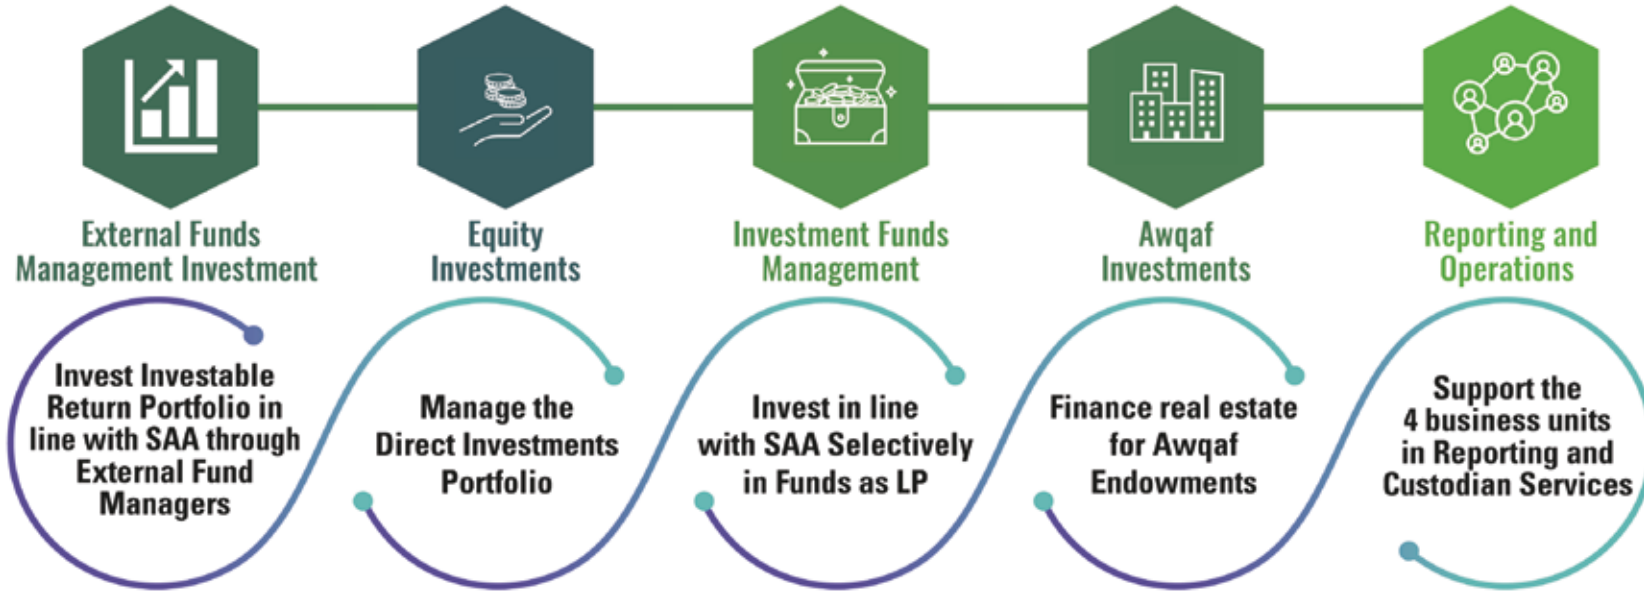 External Funds
Management Investment
Equity
Investments
Investment Funds
Management
Awqaf
Investments
Reporting and
Operations
Invest Investable
Return Portfolio in
line with SAA through
External Fund
Managers
Manage the
Direct Investments
Portfolio
Invest in line
with SAA Selectively
in Funds as LP
Finance real estate
for Awqaf
Endowments
Support the
4 business units
in Reporting and
Custodian Services